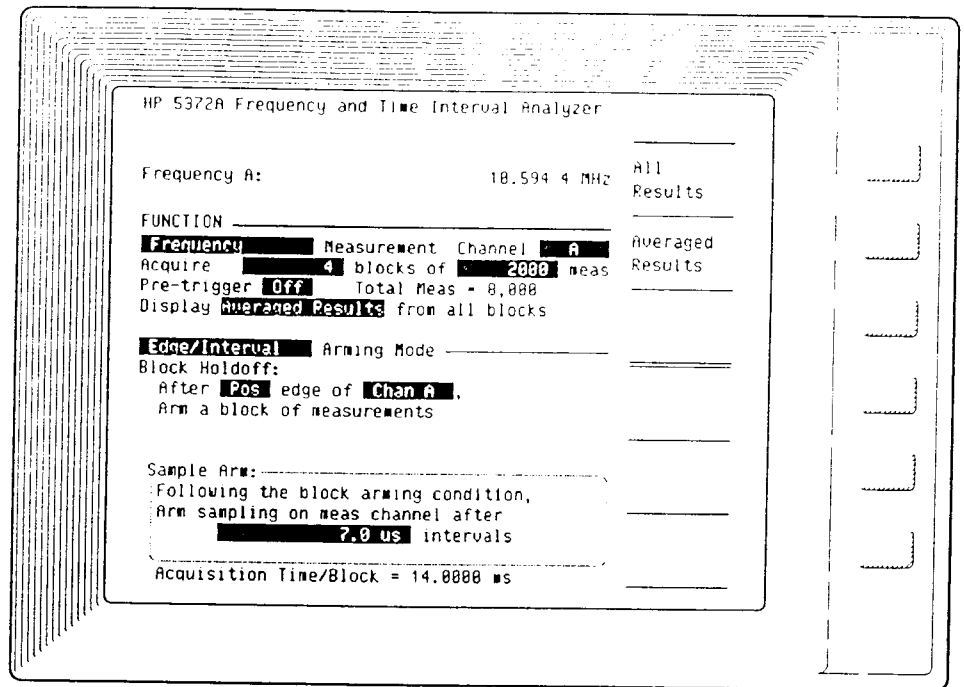 HP 5372A Frequency and Time Interval Analyzer
Frequency A: 10.594 4 MHz
All
Results
FUNCTION
Frequency Measurement Channel A
Averaged
Results
Acquire 4 blocks of 2000 meas
Pre-trigger Off Total Meas = 8,000
Display Averaged Results from all blocks
Edge/Interval Arming Mode
Block Holdoff:
After Pos edge of Chan A,
Arm a block of measurements
Sample Arm:
Following the block arming condition,
Arm sampling on meas channel after
7.0 us intervals
Acquisition Time/Block = 14.0000 ms